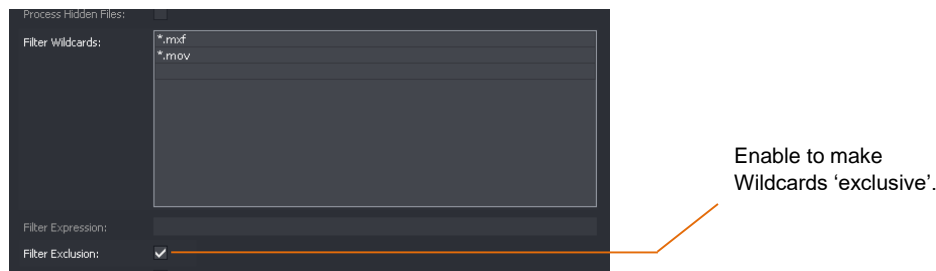 Process Hidden Files:
Filter Wildcards:
*.mxf
*.mov
Enable to make
Wildcards ‘exclusive’.
Filter Expression:
Filter Exclusion: